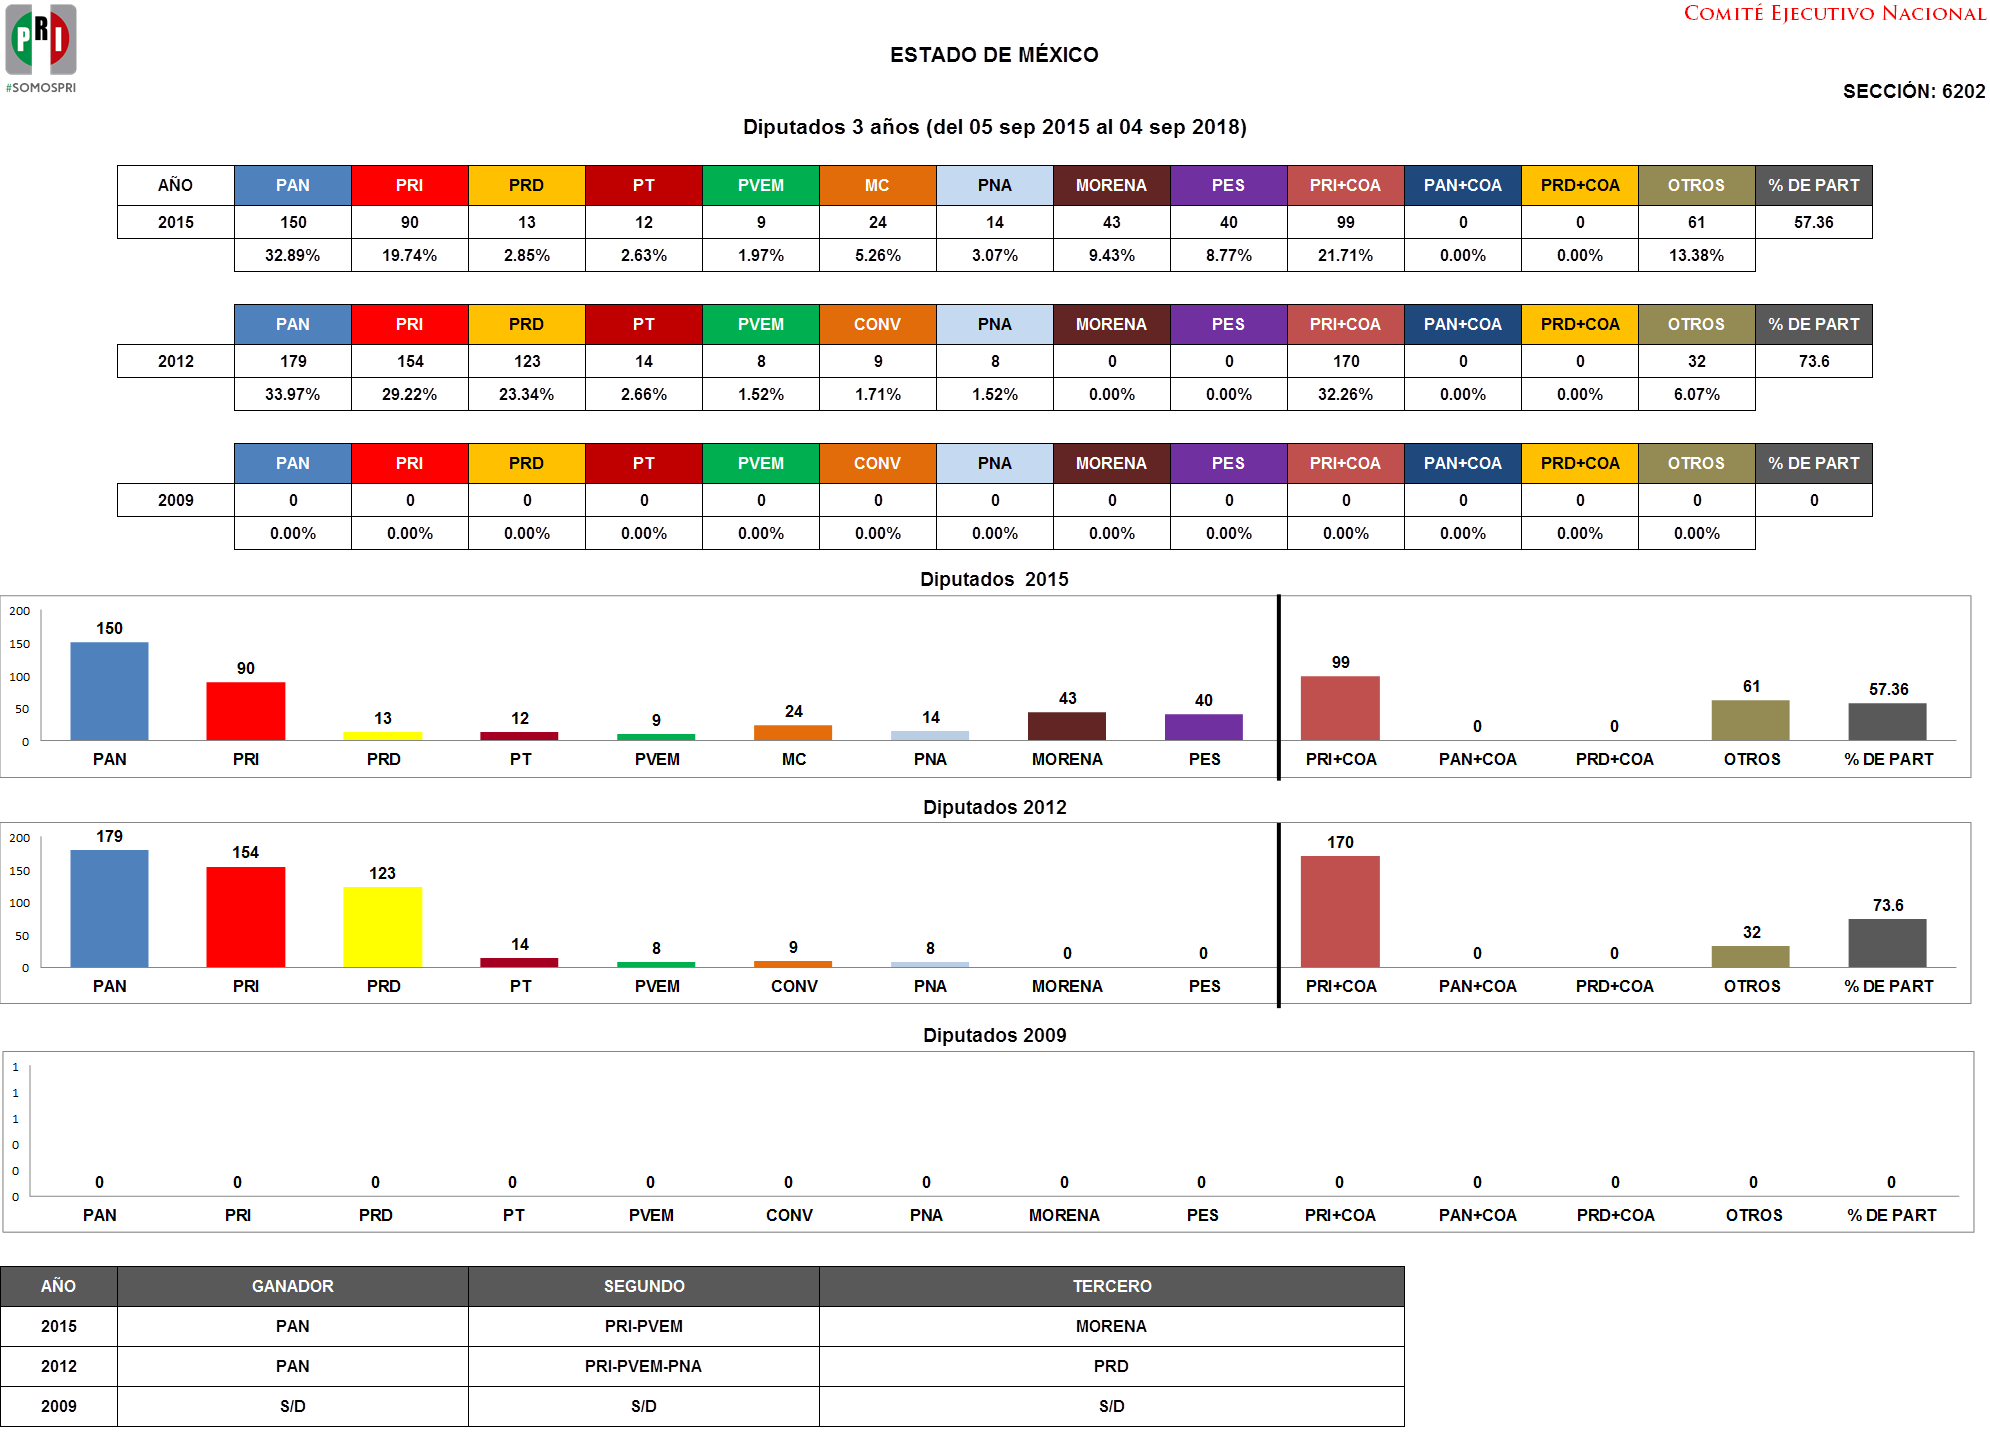 PRI
#SOMOSPRI
COMITÉ EJECUTIVO NACIONAL
ESTADO DE MÉXICO
SECCIÓN: 6202
Diputados 3 años (del 05 sep 2015 al 04 sep 2018)
AÑO PAN PRI PRD PT PVEM MC PNA MORENA PES PRI+COA PAN+COA PRD+COA OTROS % DE PART
2015 150 90 13 12 9 24 14 43 40 99 0 0 61 57.36
32.89% 19.74% 2.85% 2.63% 1.97% 5.26% 3.07% 9.43% 8.77% 21.71% 0.00% 0.00% 13.38%
PAN PRI PRD PT PVEM CONV PNA MORENA PES PRI+COA PAN+COA PRD+COA OTROS % DE PART
2012 179 154 123 14 8 9 8 0 0 170 0 0 32 73.6
33.97% 29.22% 23.34% 2.66% 1.52% 1.71% 1.52% 0.00% 0.00% 32.26% 0.00% 0.00% 6.07%
PAN PRI PRD PT PVEM CONV PNA MORENA PES PRI+COA PAN+COA PRD+COA OTROS % DE PART
2009 0 0 0 0 0 0 0 0 0 0 0 0 0 0
0.00% 0.00% 0.00% 0.00% 0.00% 0.00% 0.00% 0.00% 0.00% 0.00% 0.00% 0.00% 0.00%
Diputados 2015
200
150
100
50
0
150 90 13 12 9 24 14 43 40 99 0 0 61 57.36
PAN PRI PRD PT PVEM MC PNA MORENA PES PRI+COA PAN+COA PRD+COA OTROS % DE PART
Diputados 2012
200
150
100
50
0
179 154 123 14 8 9 8 0 0 170 0 0 32 73.6
PAN PRI PRD PT PVEM CONV PNA MORENA PES PRI+COA PAN+COA PRD+COA OTROS % DE PART
Diputados 2009
1
1
1
0
0
0
0 0 0 0 0 0 0 0 0 0 0 0 0 0
PAN PRI PRD PT PVEM CONV PNA MORENA PES PRI+COA PAN+COA PRD+COA OTROS % DE PART
AÑO GANADOR SEGUNDO TERCERO
2015 PAN PRI-PVEM MORENA
2012 PAN PRI-PVEM-PNA PRD
2009 S/D S/D S/D